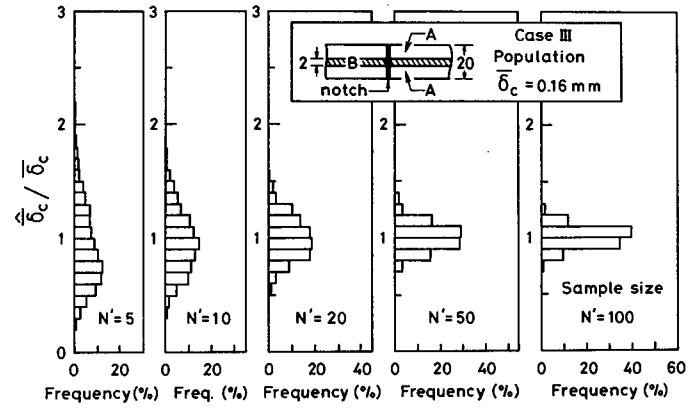 3
2
1
0
δ̂̄c / δ̄c
3
2
1
3
2
1
3
1
3
1
Case III
Population
δ̄c = 0.16 mm
A
B
A
2
20
notch
N'=5
N'=10
N'=20
N'=50
Sample size
N'=100
0 20
0 20
0 20 40
0 20 40
0 20 40 60
Frequency(%)
Freq. (%)
Frequency(%)
Frequency(%)
Frequency (%)